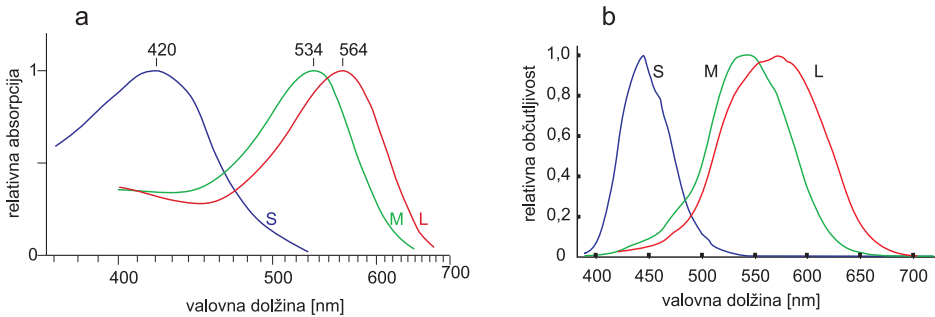 a
420 534 564
relativna absorpcija
1
0
S M L
400 500 600 700
valovna dolžina [nm]
b
relativna občutljivost
1,0
0,8
0,6
0,4
0,2
0
S M L
400 450 500 550 600 650 700
valovna dolžina [nm]